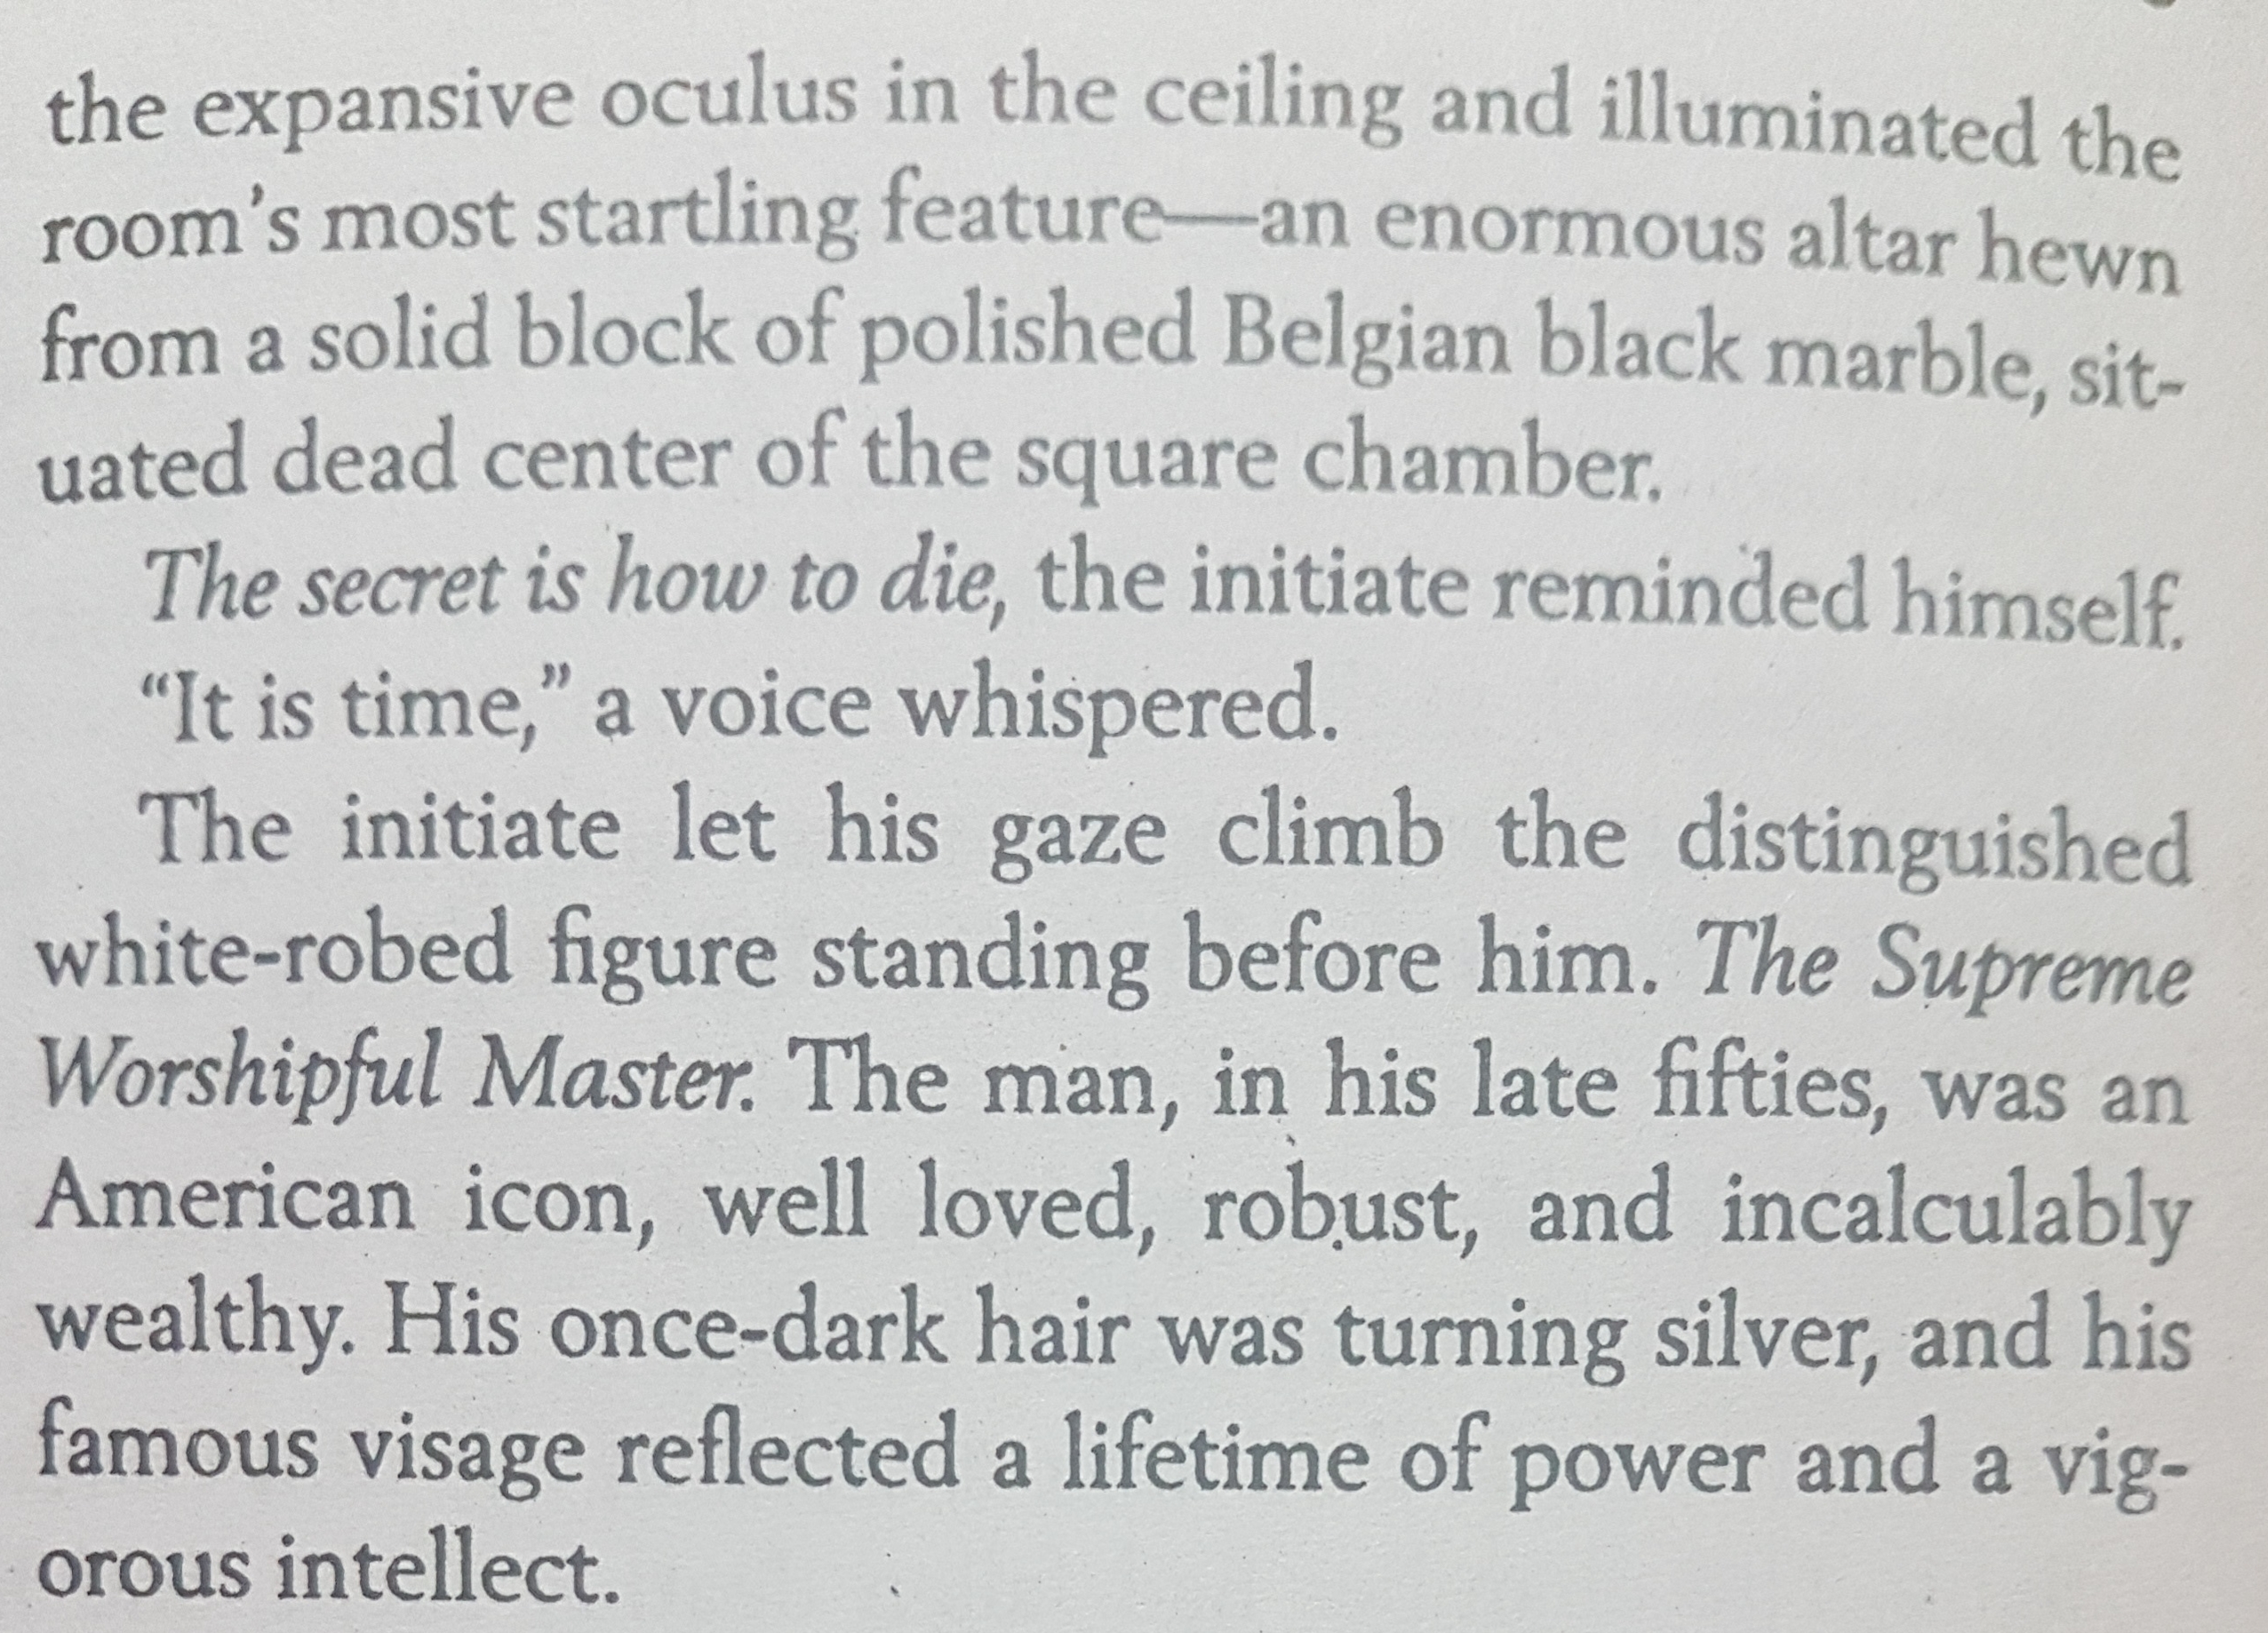 the expansive oculus in the ceiling and illuminated the
room’s most startling feature—an enormous altar hewn
from a solid block of polished Belgian black marble, sit-
uated dead center of the square chamber.
The secret is how to die, the initiate reminded himself.
“It is time,” a voice whispered.
The initiate let his gaze climb the distinguished
white-robed figure standing before him. The Supreme
Worshipful Master. The man, in his late fifties, was an
American icon, well loved, robust, and incalculably
wealthy. His once-dark hair was turning silver, and his
famous visage reflected a lifetime of power and a vig-
orous intellect.